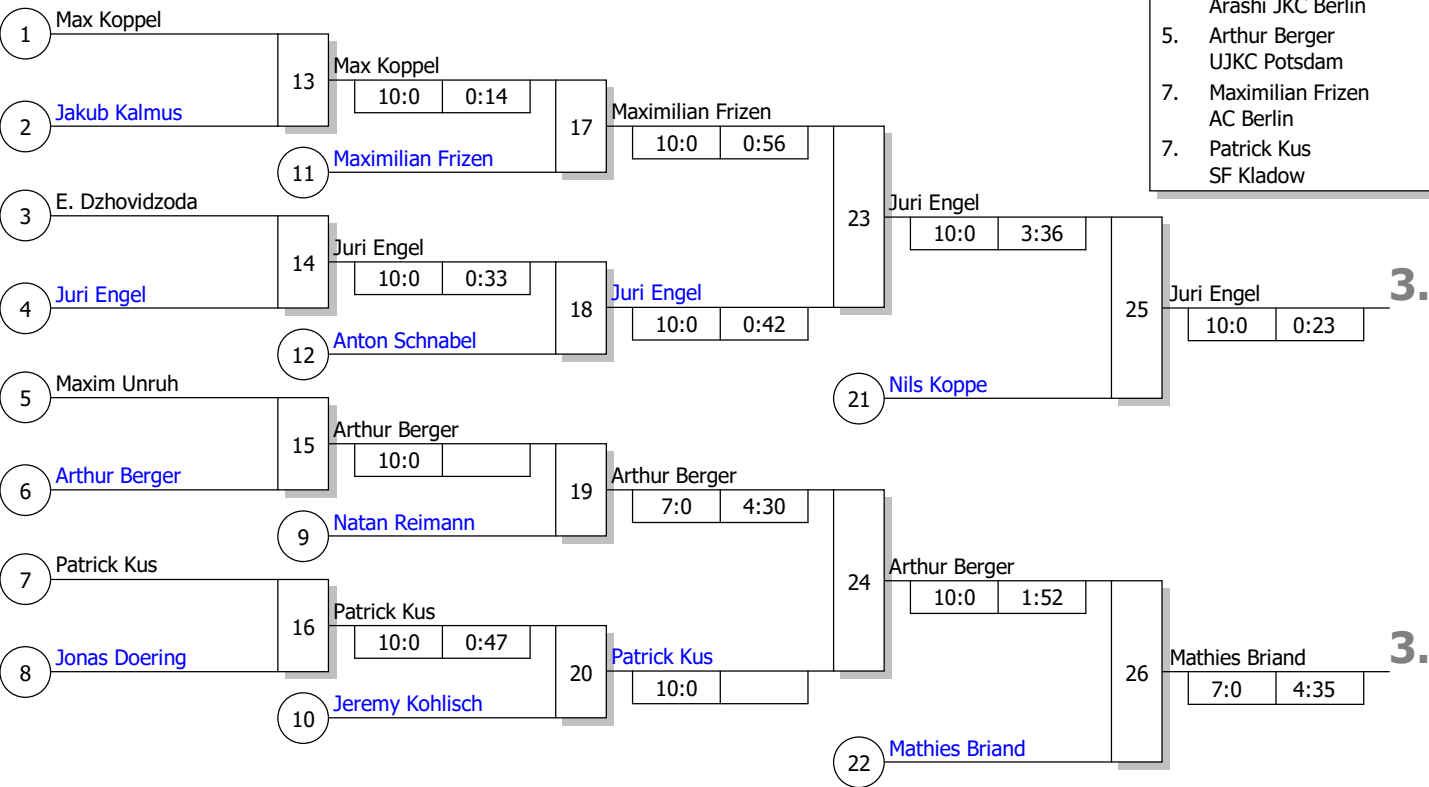 Arashi JKC Berlin
5. Arthur Berger
UJKC Potsdam
7. Maximilian Frizen
AC Berlin
7. Patrick Kus
SF Kladow
1 Max Koppel
2 Jakub Kalmus
13 Max Koppel
10:0 0:14
11 Maximilian Frizen
17 Maximilian Frizen
10:0 0:56
3 E. Dzhovidzoda
4 Juri Engel
14 Juri Engel
10:0 0:33
12 Anton Schnabel
18 Juri Engel
10:0 0:42
23 Juri Engel
10:0 3:36
21 Nils Koppe
25 Juri Engel 3.
10:0 0:23
5 Maxim Unruh
6 Arthur Berger
15 Arthur Berger
10:0
9 Natan Reimann
19 Arthur Berger
7:0 4:30
7 Patrick Kus
8 Jonas Doering
16 Patrick Kus
10:0 0:47
10 Jeremy Kohlisch
20 Patrick Kus
10:0
24 Arthur Berger
10:0 1:52
22 Mathies Briand
26 Mathies Briand 3.
7:0 4:35